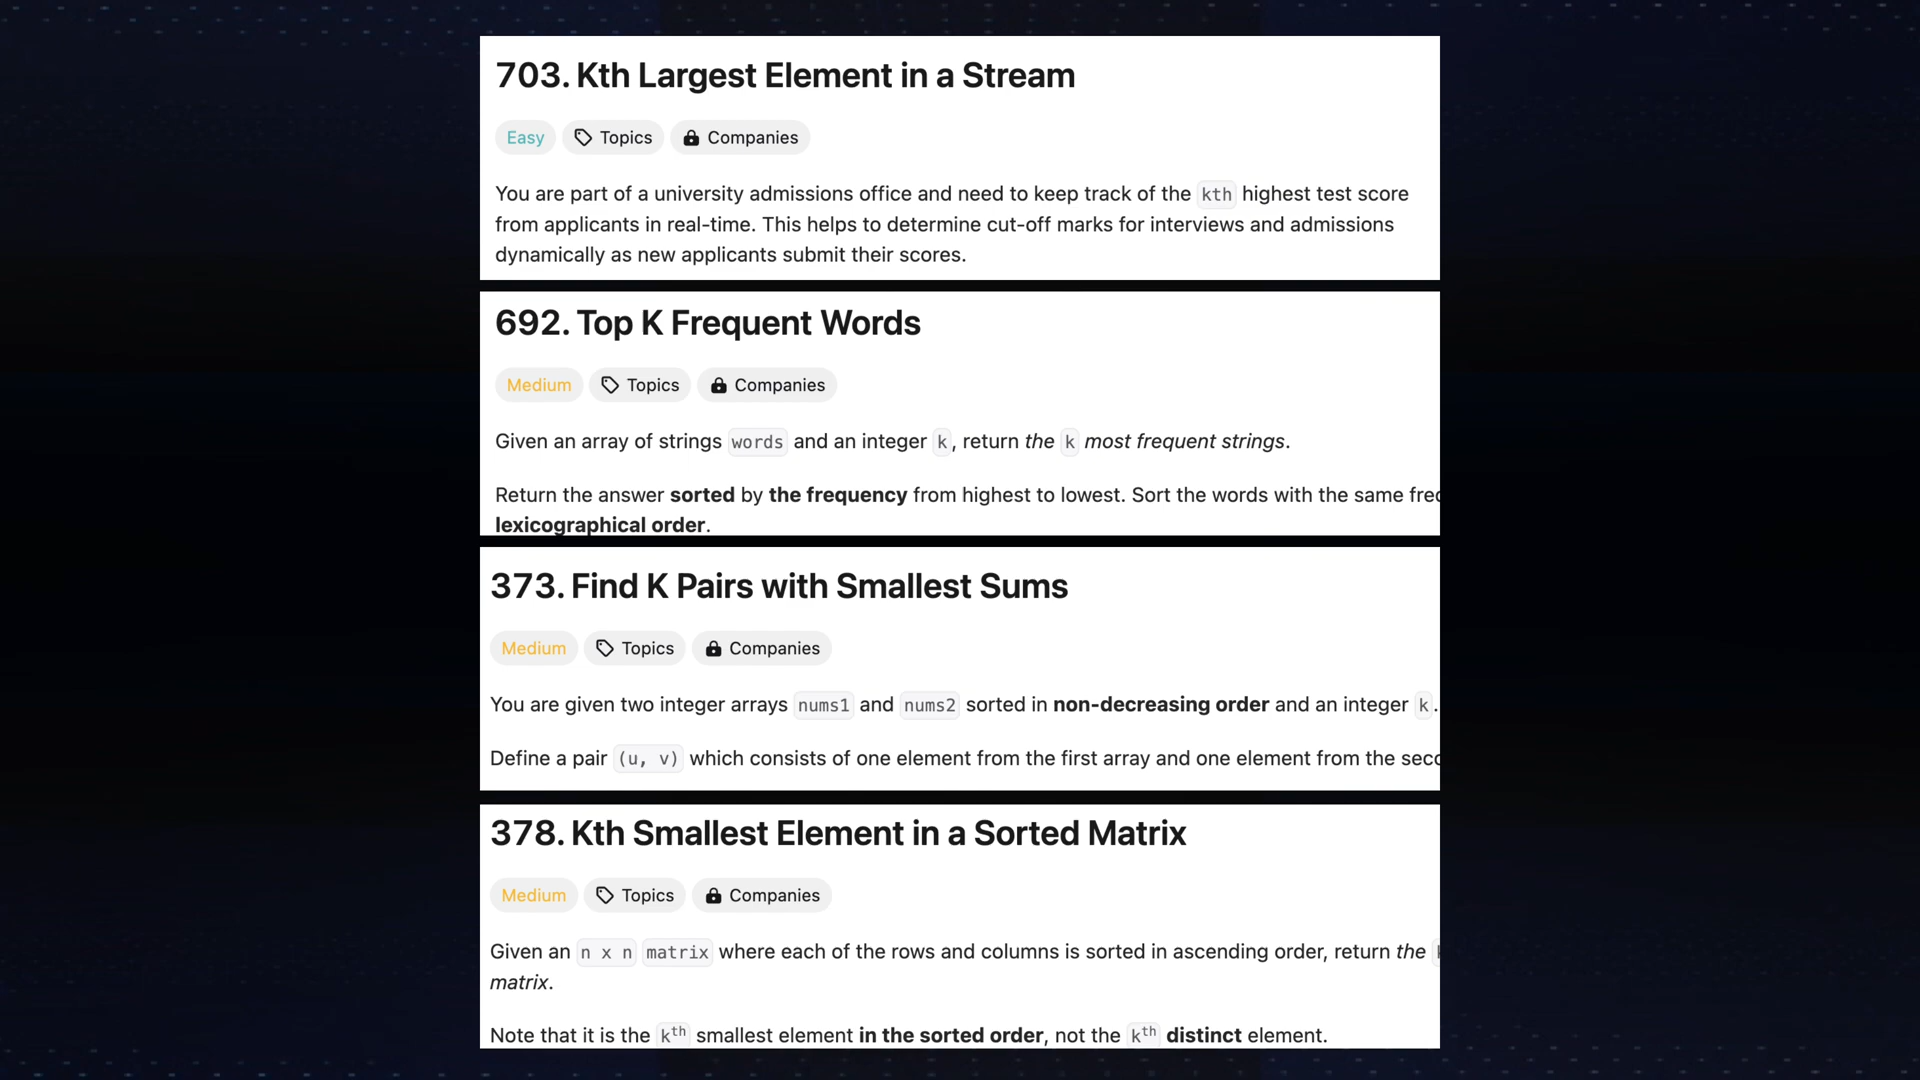 703. Kth Largest Element in a Stream
Easy Topics Companies
You are part of a university admissions office and need to keep track of the kth highest test score
from applicants in real-time. This helps to determine cut-off marks for interviews and admissions
dynamically as new applicants submit their scores.
692. Top K Frequent Words
Medium Topics Companies
Given an array of strings words and an integer k, return the k most frequent strings.
Return the answer sorted by the frequency from highest to lowest. Sort the words with the same
lexicographical order.
373. Find K Pairs with Smallest Sums
Medium Topics Companies
You are given two integer arrays nums1 and nums2 sorted in non-decreasing order and an integer k.
Define a pair (u, v) which consists of one element from the first array and one element from the
378. Kth Smallest Element in a Sorted Matrix
Medium Topics Companies
Given an n x n matrix where each of the rows and columns is sorted in ascending order, return the
matrix.
Note that it is the kth smallest element in the sorted order, not the kth distinct element.